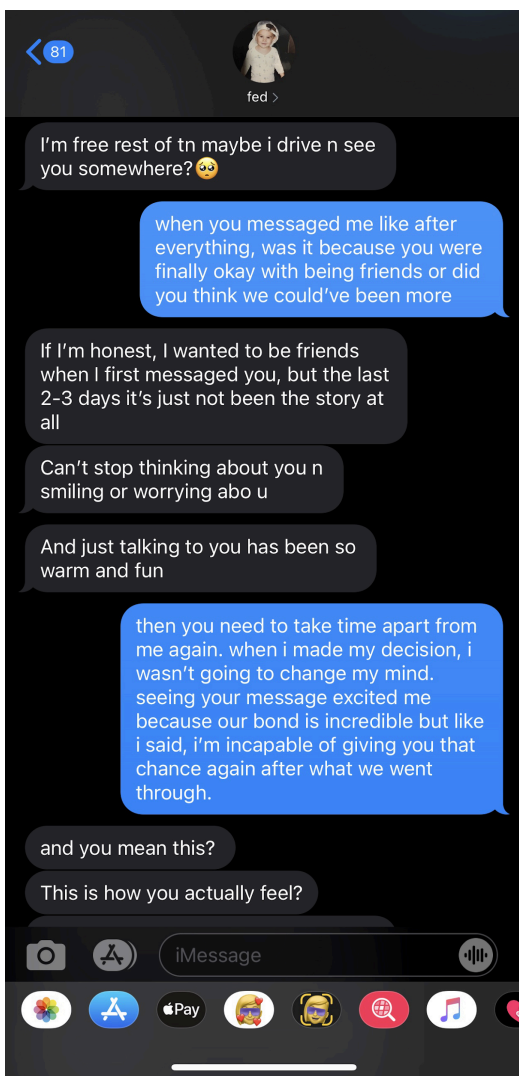 81
fed >
I'm free rest of tn maybe i drive n see
you somewhere?🥺
when you messaged me like after
everything, was it because you were
finally okay with being friends or did
you think we could've been more
If I'm honest, I wanted to be friends
when I first messaged you, but the last
2-3 days it's just not been the story at
all
Can't stop thinking about you n
smiling or worrying abo u
And just talking to you has been so
warm and fun
then you need to take time apart from
me again. when i made my decision, i
wasn't going to change my mind.
seeing your message excited me
because our bond is incredible but like
i said, i'm incapable of giving you that
chance again after what we went
through.
and you mean this?
This is how you actually feel?
iMessage
Pay